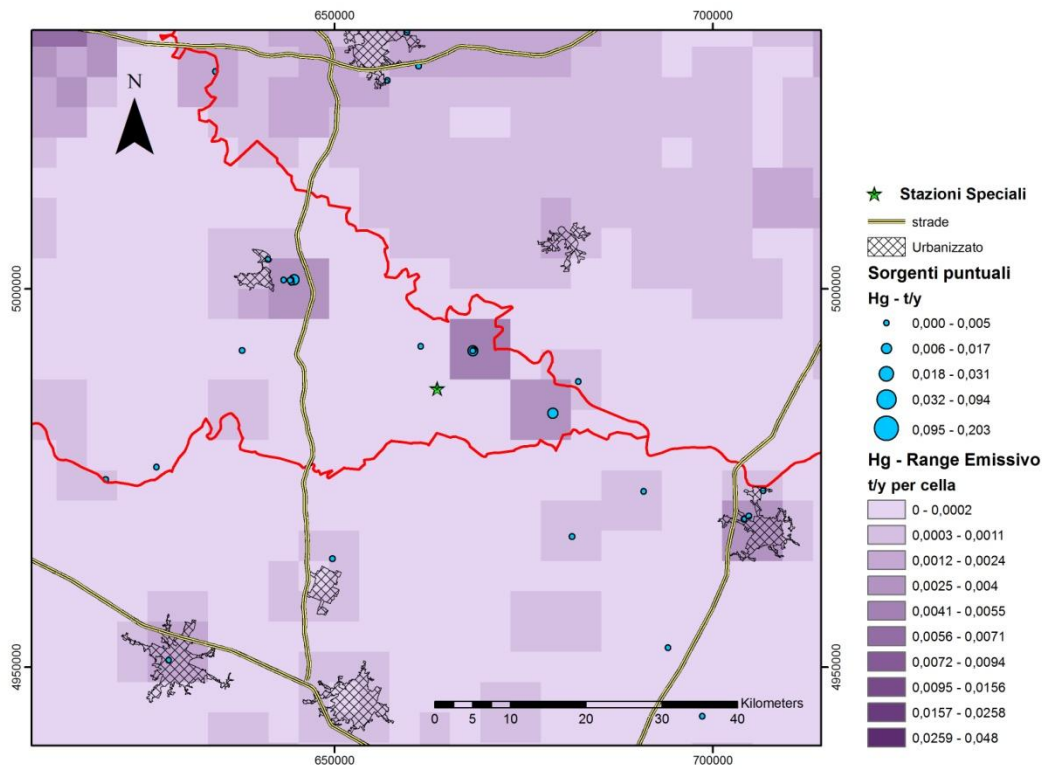 650000
700000
N
5000000
5000000
4950000
4950000
Kilometers
0 5 10 20 30 40
650000
700000
Stazioni Speciali
strade
Urbanizzato
Sorgenti puntuali
Hg - t/y
0,000 - 0,005
0,006 - 0,017
0,018 - 0,031
0,032 - 0,094
0,095 - 0,203
Hg - Range Emissivo
t/y per cella
0 - 0,0002
0,0003 - 0,0011
0,0012 - 0,0024
0,0025 - 0,004
0,0041 - 0,0055
0,0056 - 0,0071
0,0072 - 0,0094
0,0095 - 0,0156
0,0157 - 0,0258
0,0259 - 0,048